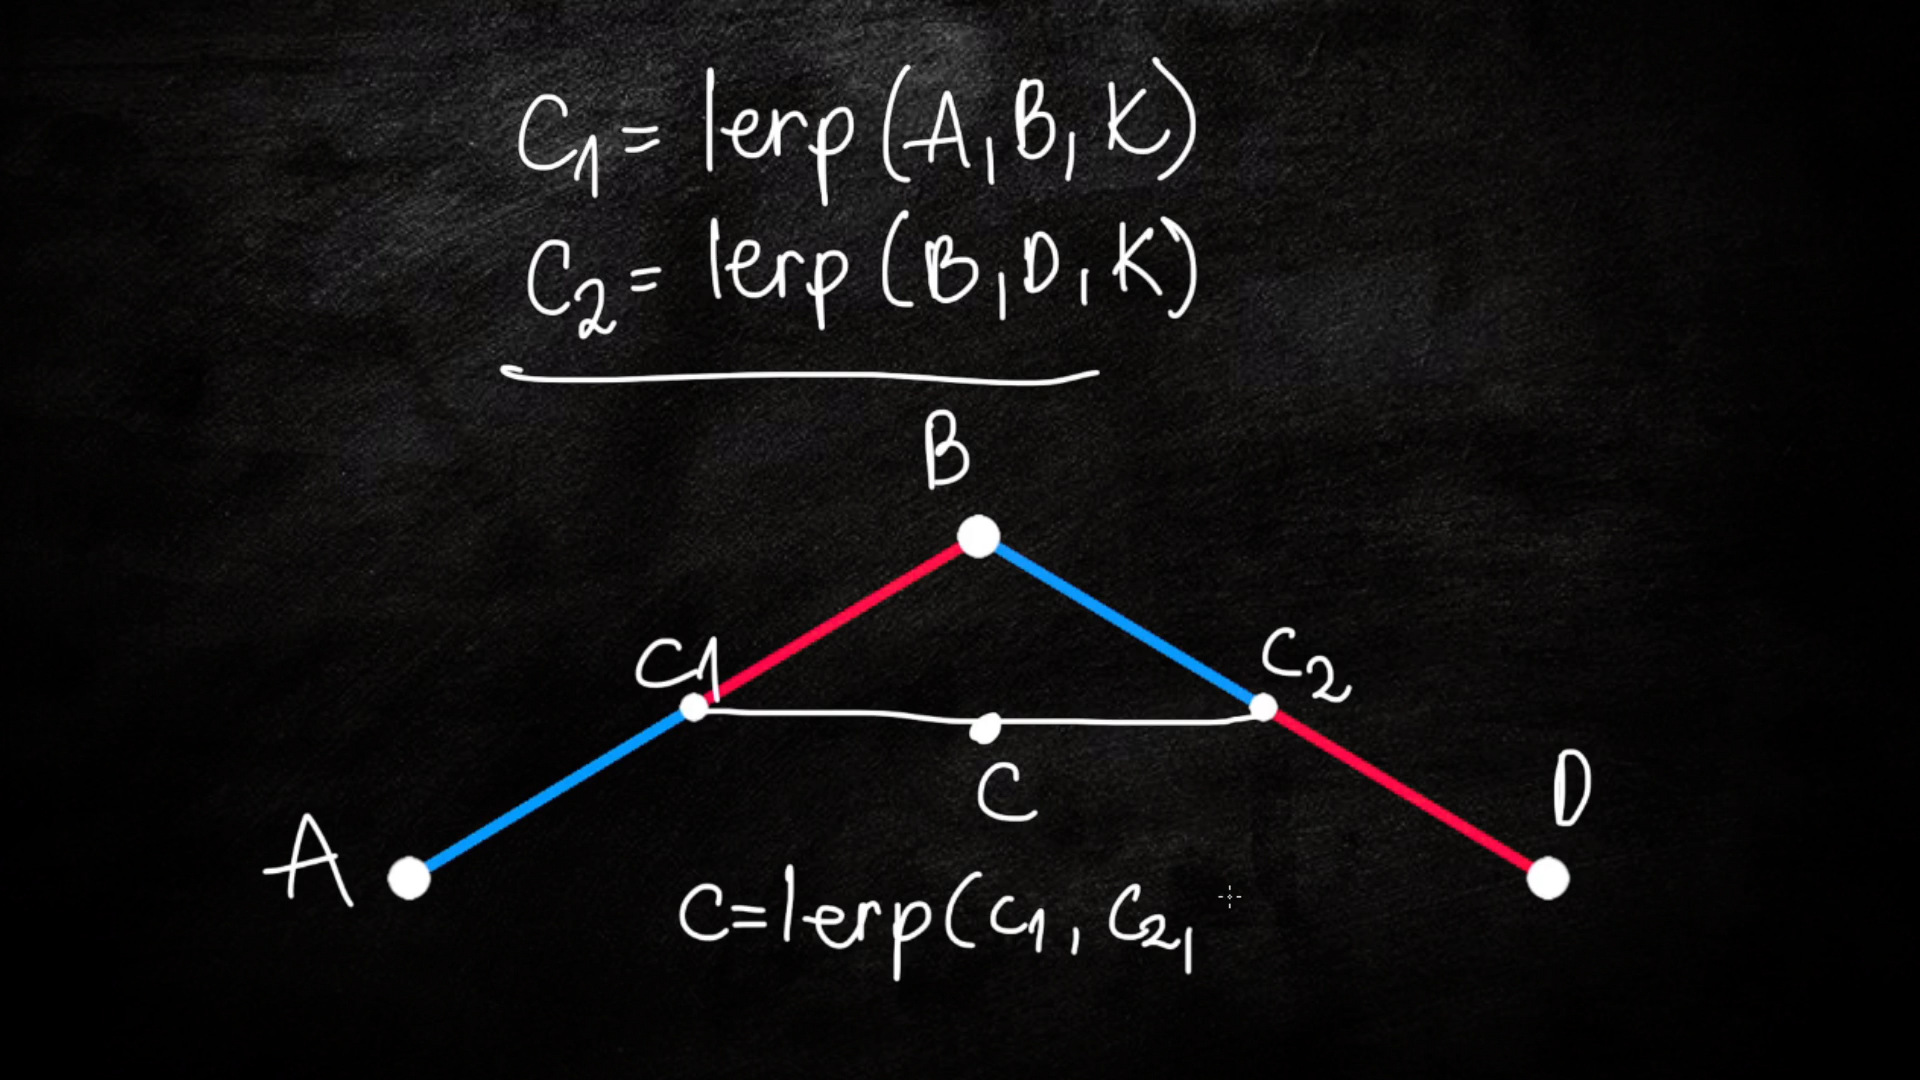 C1 = lerp (A, B, K)
C2 = lerp (B, D, K)
B
C1
C2
C
D
A
C=lerp(C1, C2,